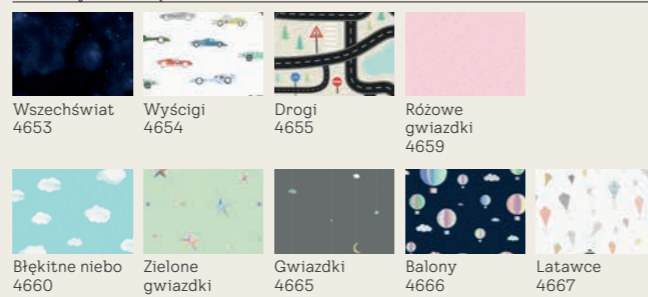 Wszechświat
4653
Wyścigi
4654
Drogi
4655
Różowe
gwiazdki
4659
Błękitne niebo
4660
Zielone
gwiazdki
Gwiazdki
4665
Balony
4666
Latawce
4667